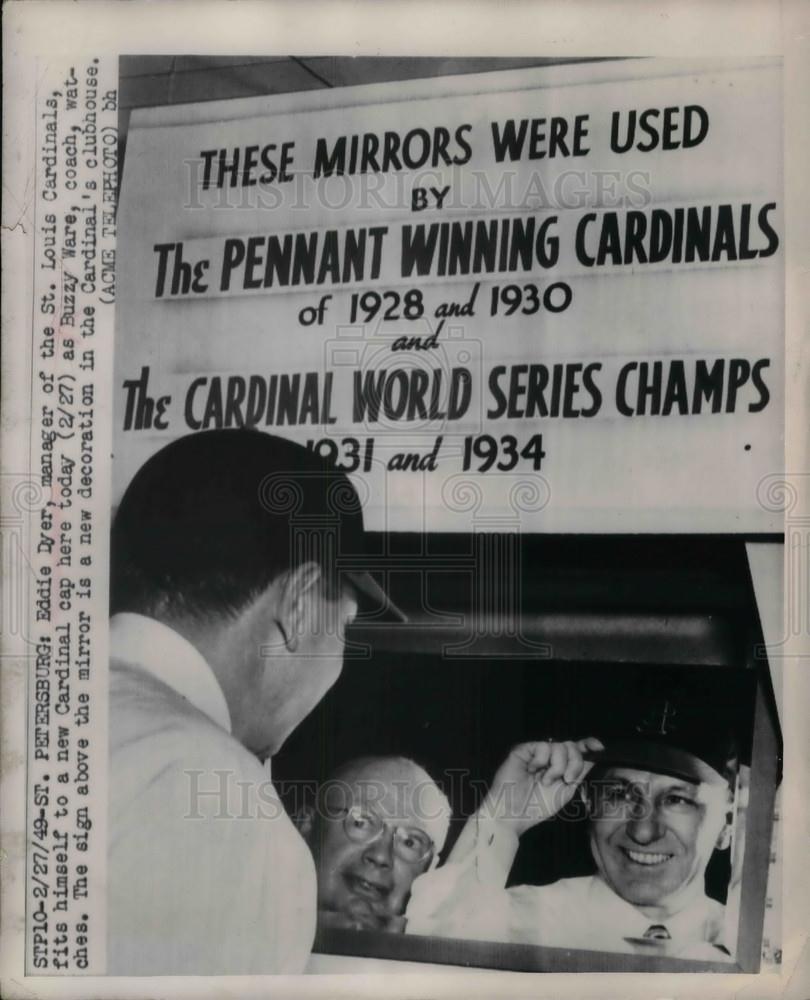 STP10-2/27/49-ST. PETERSBURG: Eddie Dyer, manager of the St. Louis Cardinals,
fits himself to a new Cardinal cap here today (2/27) as Buzzy Ware, coach, wat-
ches. The sign above the mirror is a new decoration in the Cardinal's clubhouse.
(ACME TELEPHOTO) bh
THESE MIRRORS WERE USED
BY
The PENNANT WINNING CARDINALS
of 1928 and 1930
and
The CARDINAL WORLD SERIES CHAMPS
1931 and 1934
HISTORIC IMAGES
HISTORIC IMAGES